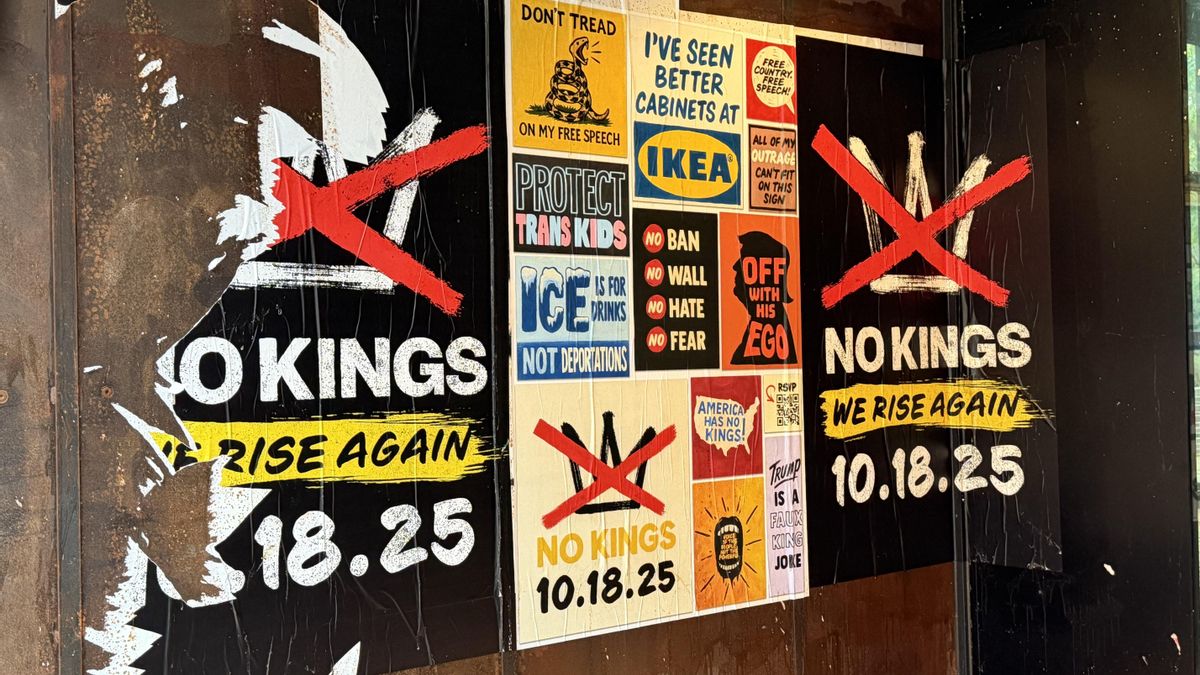 NO KINGS
WE RISE AGAIN
.18.25
DON'T TREAD
ON MY FREE SPEECH
I'VE SEEN
BETTER
CABINETS AT
IKEA
FREE
COUNTRY.
FREE
SPEECH!
ALL OF MY
OUTRAGE
CAN'T FIT
ON THIS
SIGN
PROTECT
TRANS KIDS
NO BAN
NO WALL
NO HATE
NO FEAR
OFF
WITH
HIS
EGO
ICE IS FOR
DRINKS
NOT DEPORTATIONS
NO KINGS
10.18.25
AMERICA
HAS NO
KINGS!
RSVP
TRUMP
IS A
FAUX
KING
JOKE
NO KINGS
WE RISE AGAIN
10.18.25